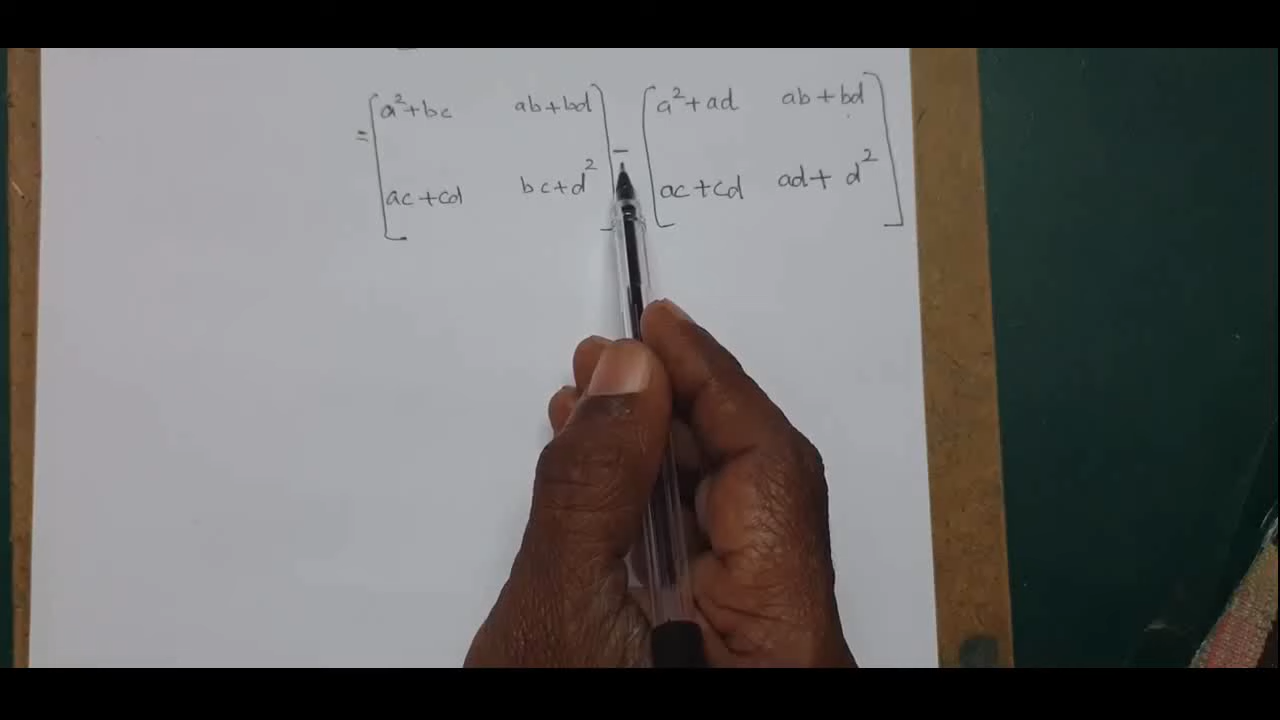 = [ a²+bc ab+bd ] - [ a²+ad ab+bd ]
[ ac+cd bc+d² ] [ ac+cd ad+d² ]